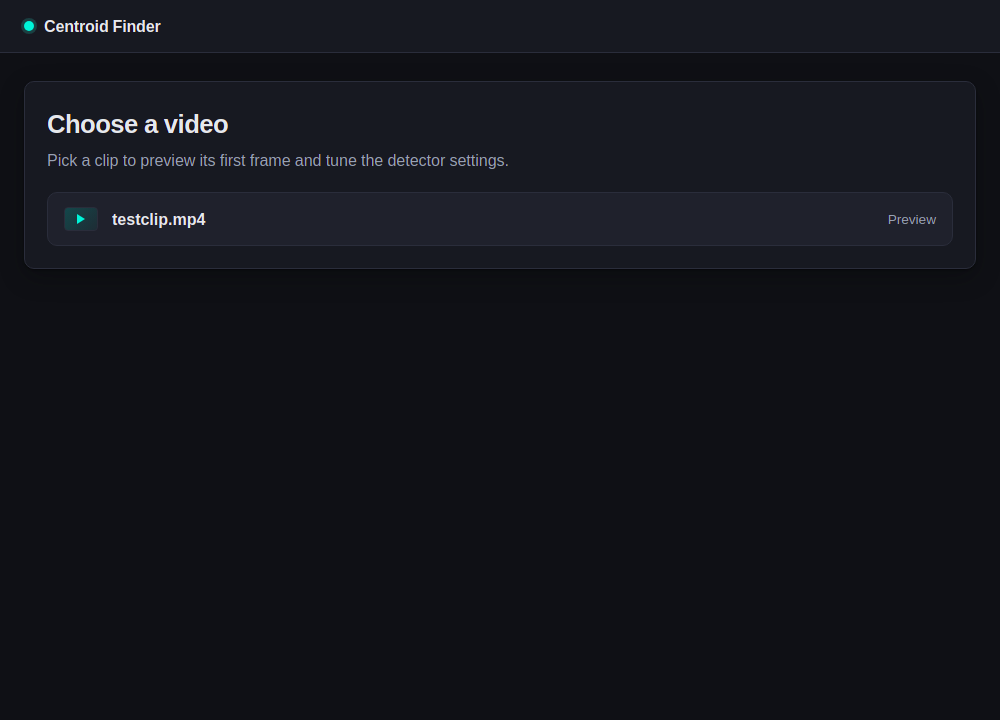 Centroid Finder
Choose a video
Pick a clip to preview its first frame and tune the detector settings.
testclip.mp4
Preview